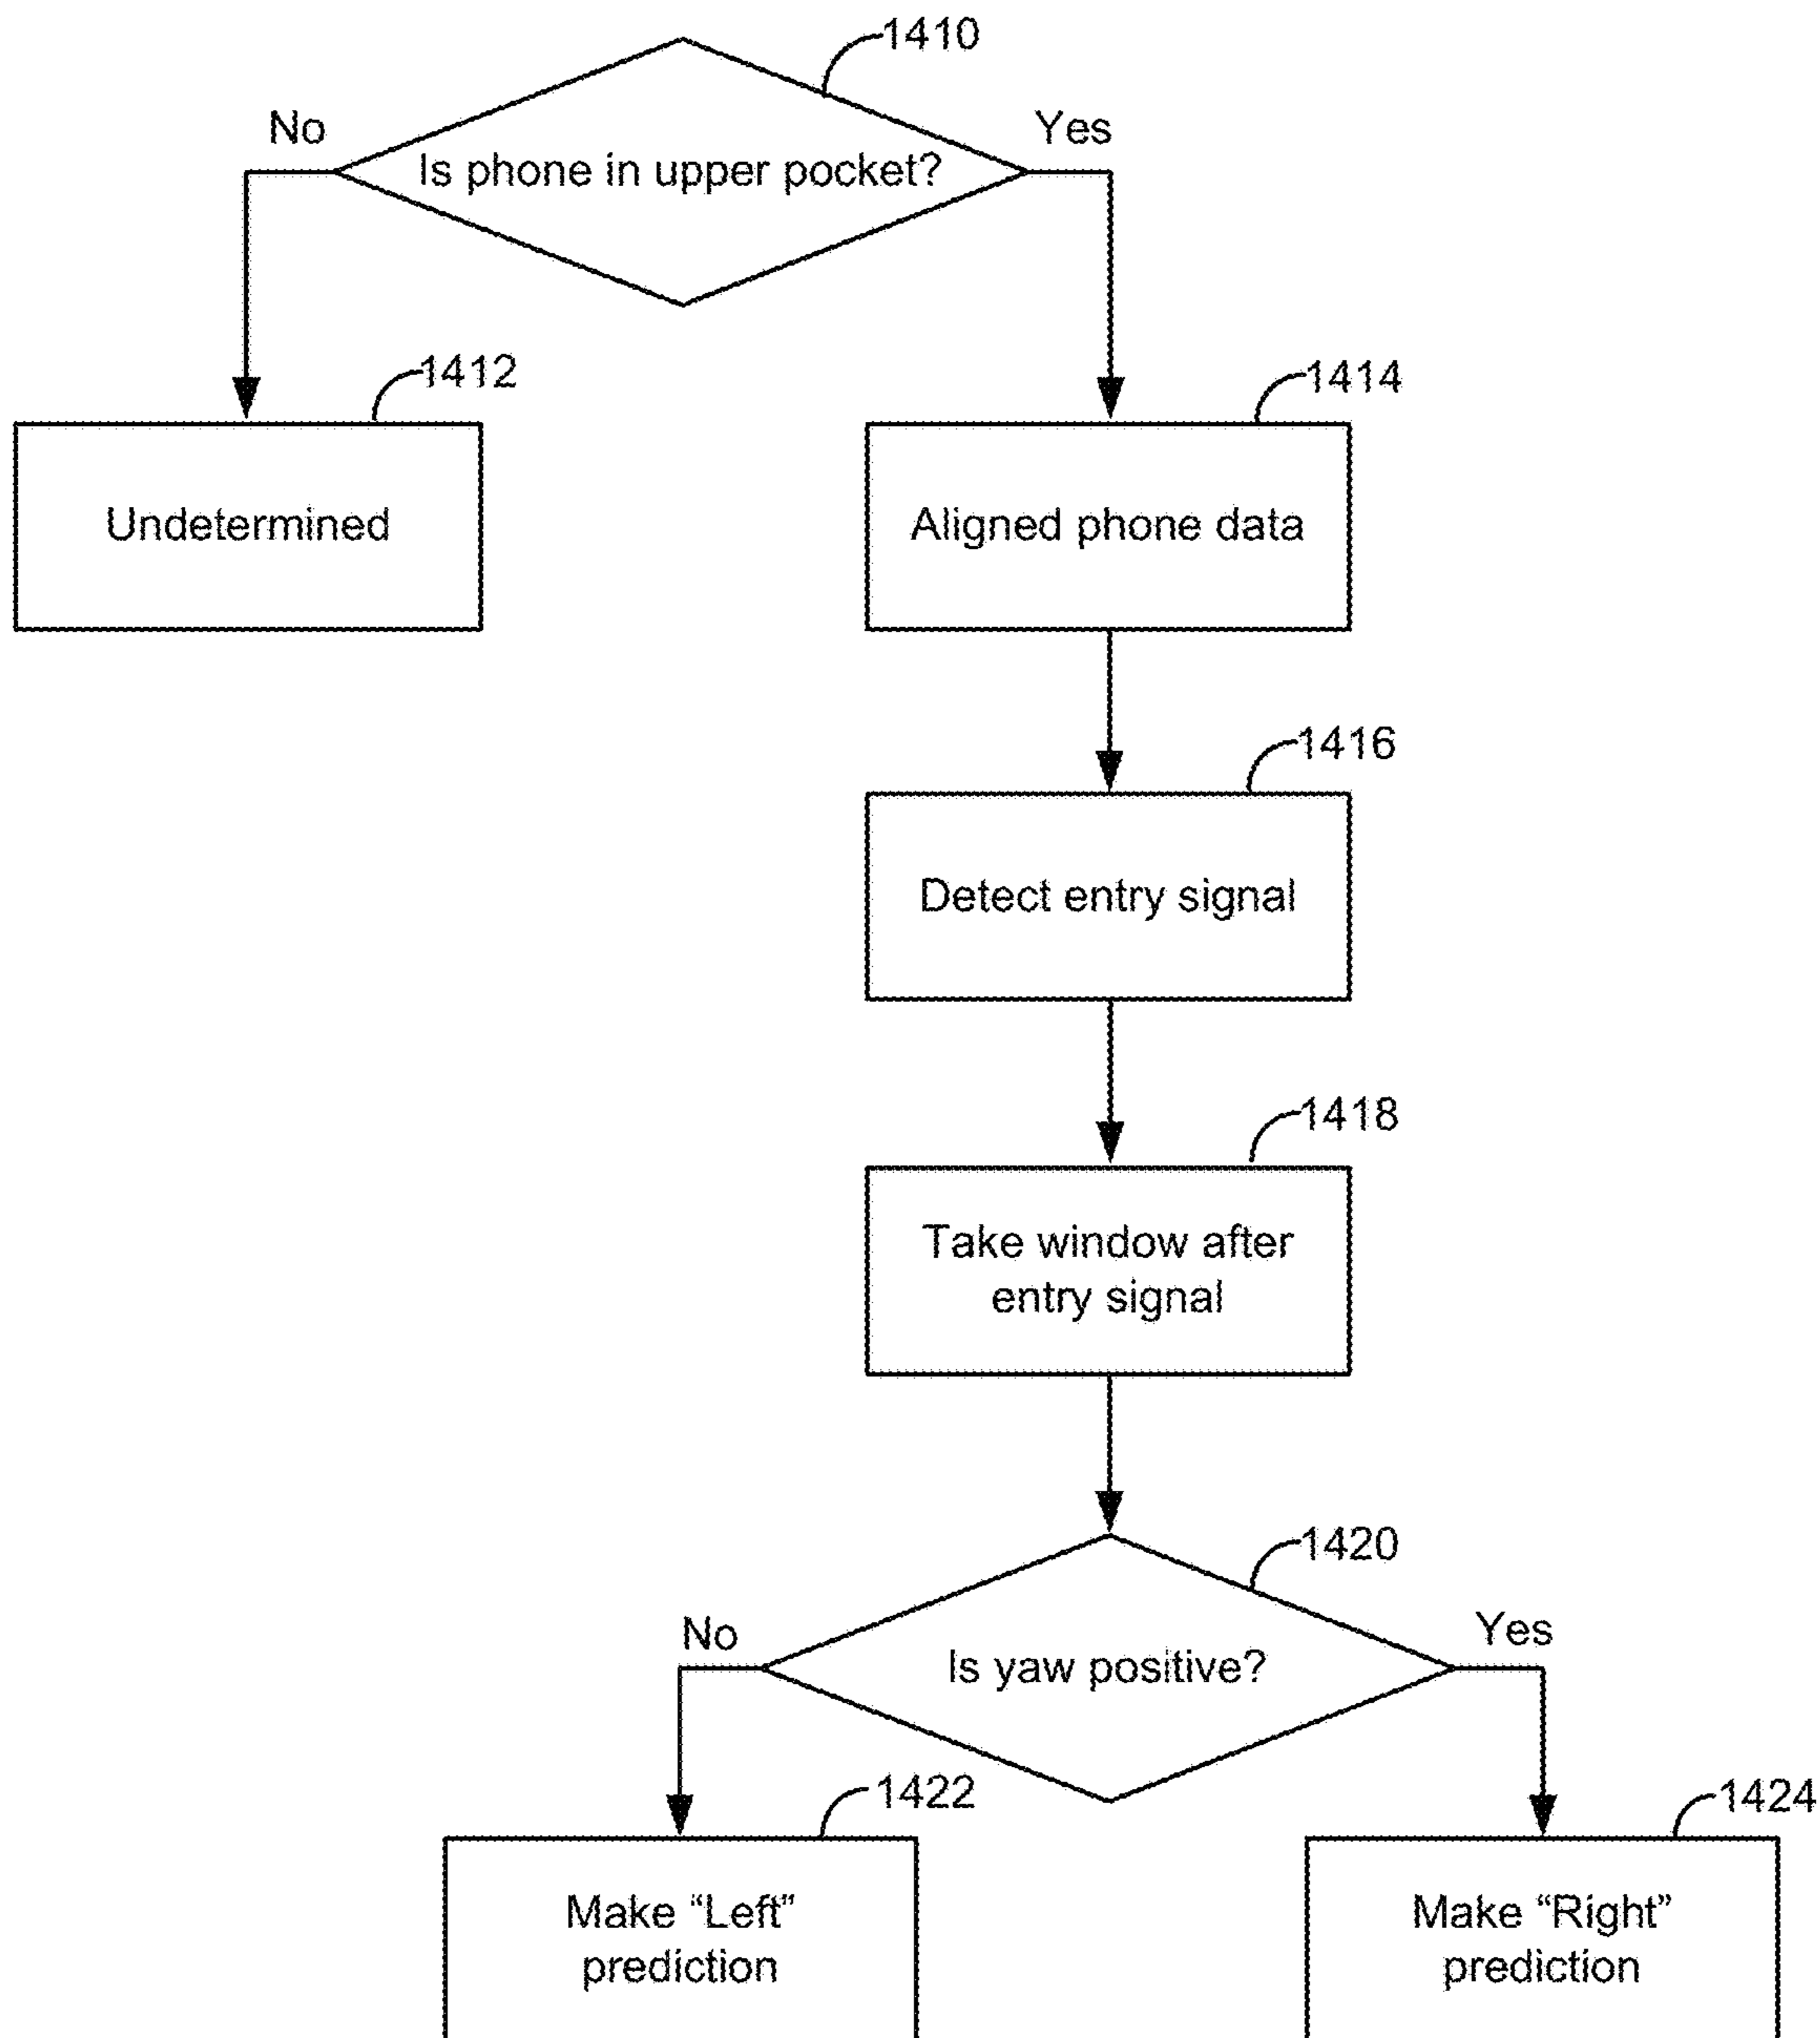 1410
No
Yes
Is phone in upper pocket?
1412
1414
Undetermined
Aligned phone data
1416
Detect entry signal
1418
Take window after
entry signal
1420
No
Yes
Is yaw positive?
1422
1424
Make “Left”
prediction
Make “Right”
prediction